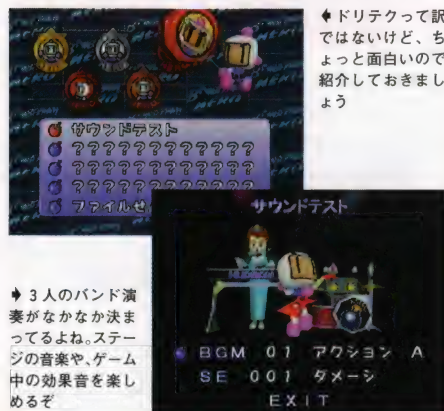 ♦ドリテクって訳
ではないけど、ち
ょっと面白いので
紹介しておきまし
ょう
サウンドテスト
????????????
????????????
????????????
ファイルせ
♦3人のバンド演
奏がなかなか決ま
ってるよね。ステー
ジの音楽や、ゲーム
中の効果音を楽し
めるぞ
サウンドテスト
HUDSON
BGM 01 アクション A
SE 001 ダメージ
EXIT